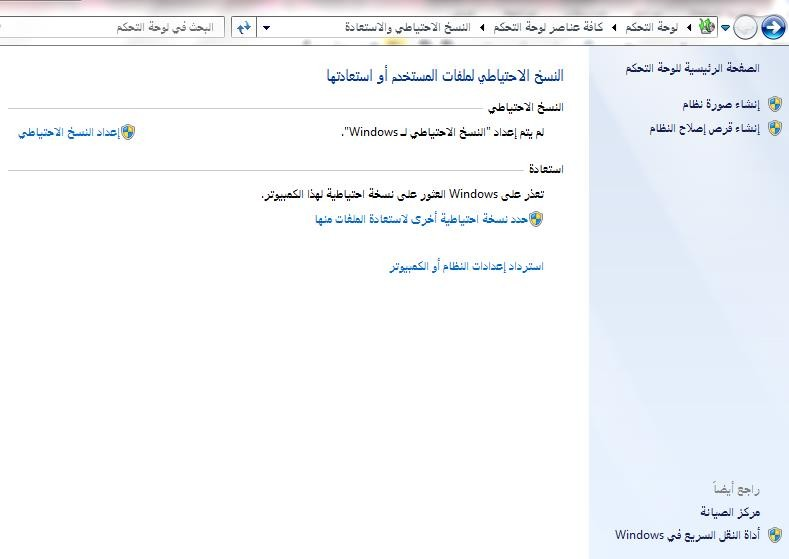 لوحة التحكم ◄ كافة عناصر لوحة التحكم ◄ النسخ الاحتياطي والاستعادة
البحث في لوحة التحكم
الصفحة الرئيسية للوحة التحكم
إنشاء صورة نظام
إنشاء قرص إصلاح النظام
النسخ الاحتياطي لملفات المستخدم أو استعادتها
النسخ الاحتياطي
لم يتم إعداد "النسخ الاحتياطي لـ Windows".
إعداد النسخ الاحتياطي
استعادة
تعذر على Windows العثور على نسخة احتياطية لهذا الكمبيوتر.
حدد نسخة احتياطية أخرى لاستعادة الملفات منها
استرداد إعدادات النظام أو الكمبيوتر
راجع أيضاً
مركز الصيانة
أداة النقل السريع في Windows